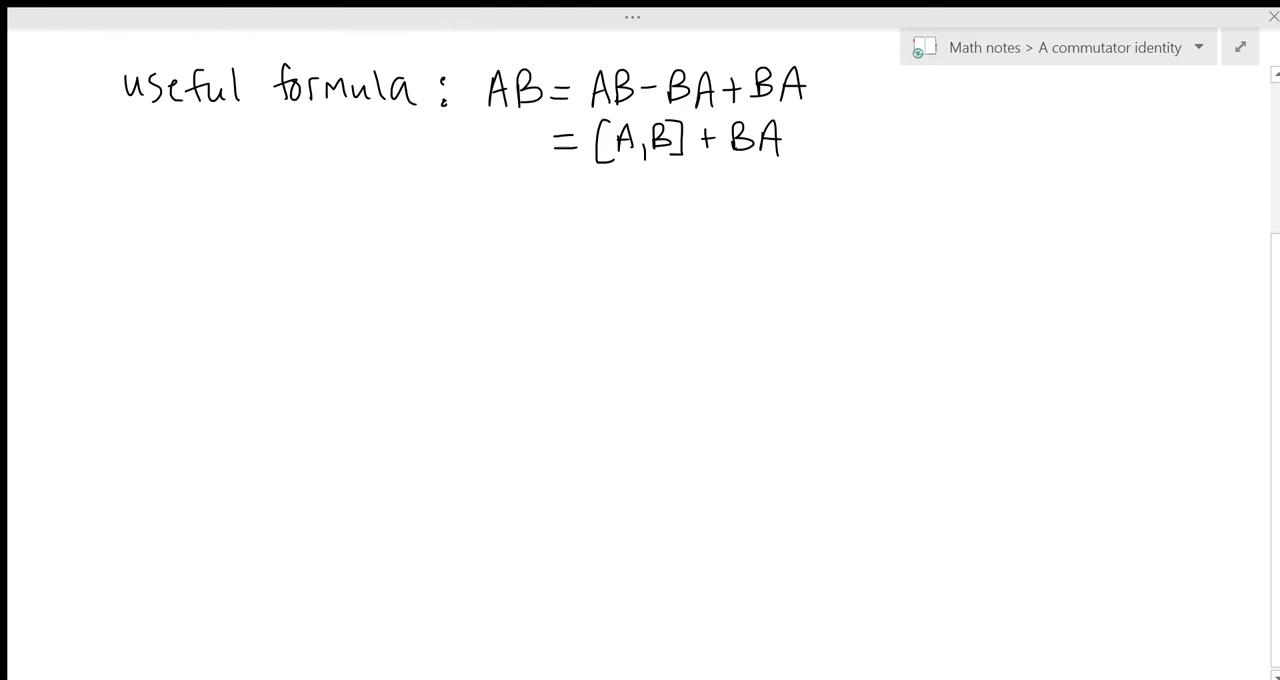 Math notes > A commutator identity
useful formula : AB = AB - BA + BA
= [A,B] + BA